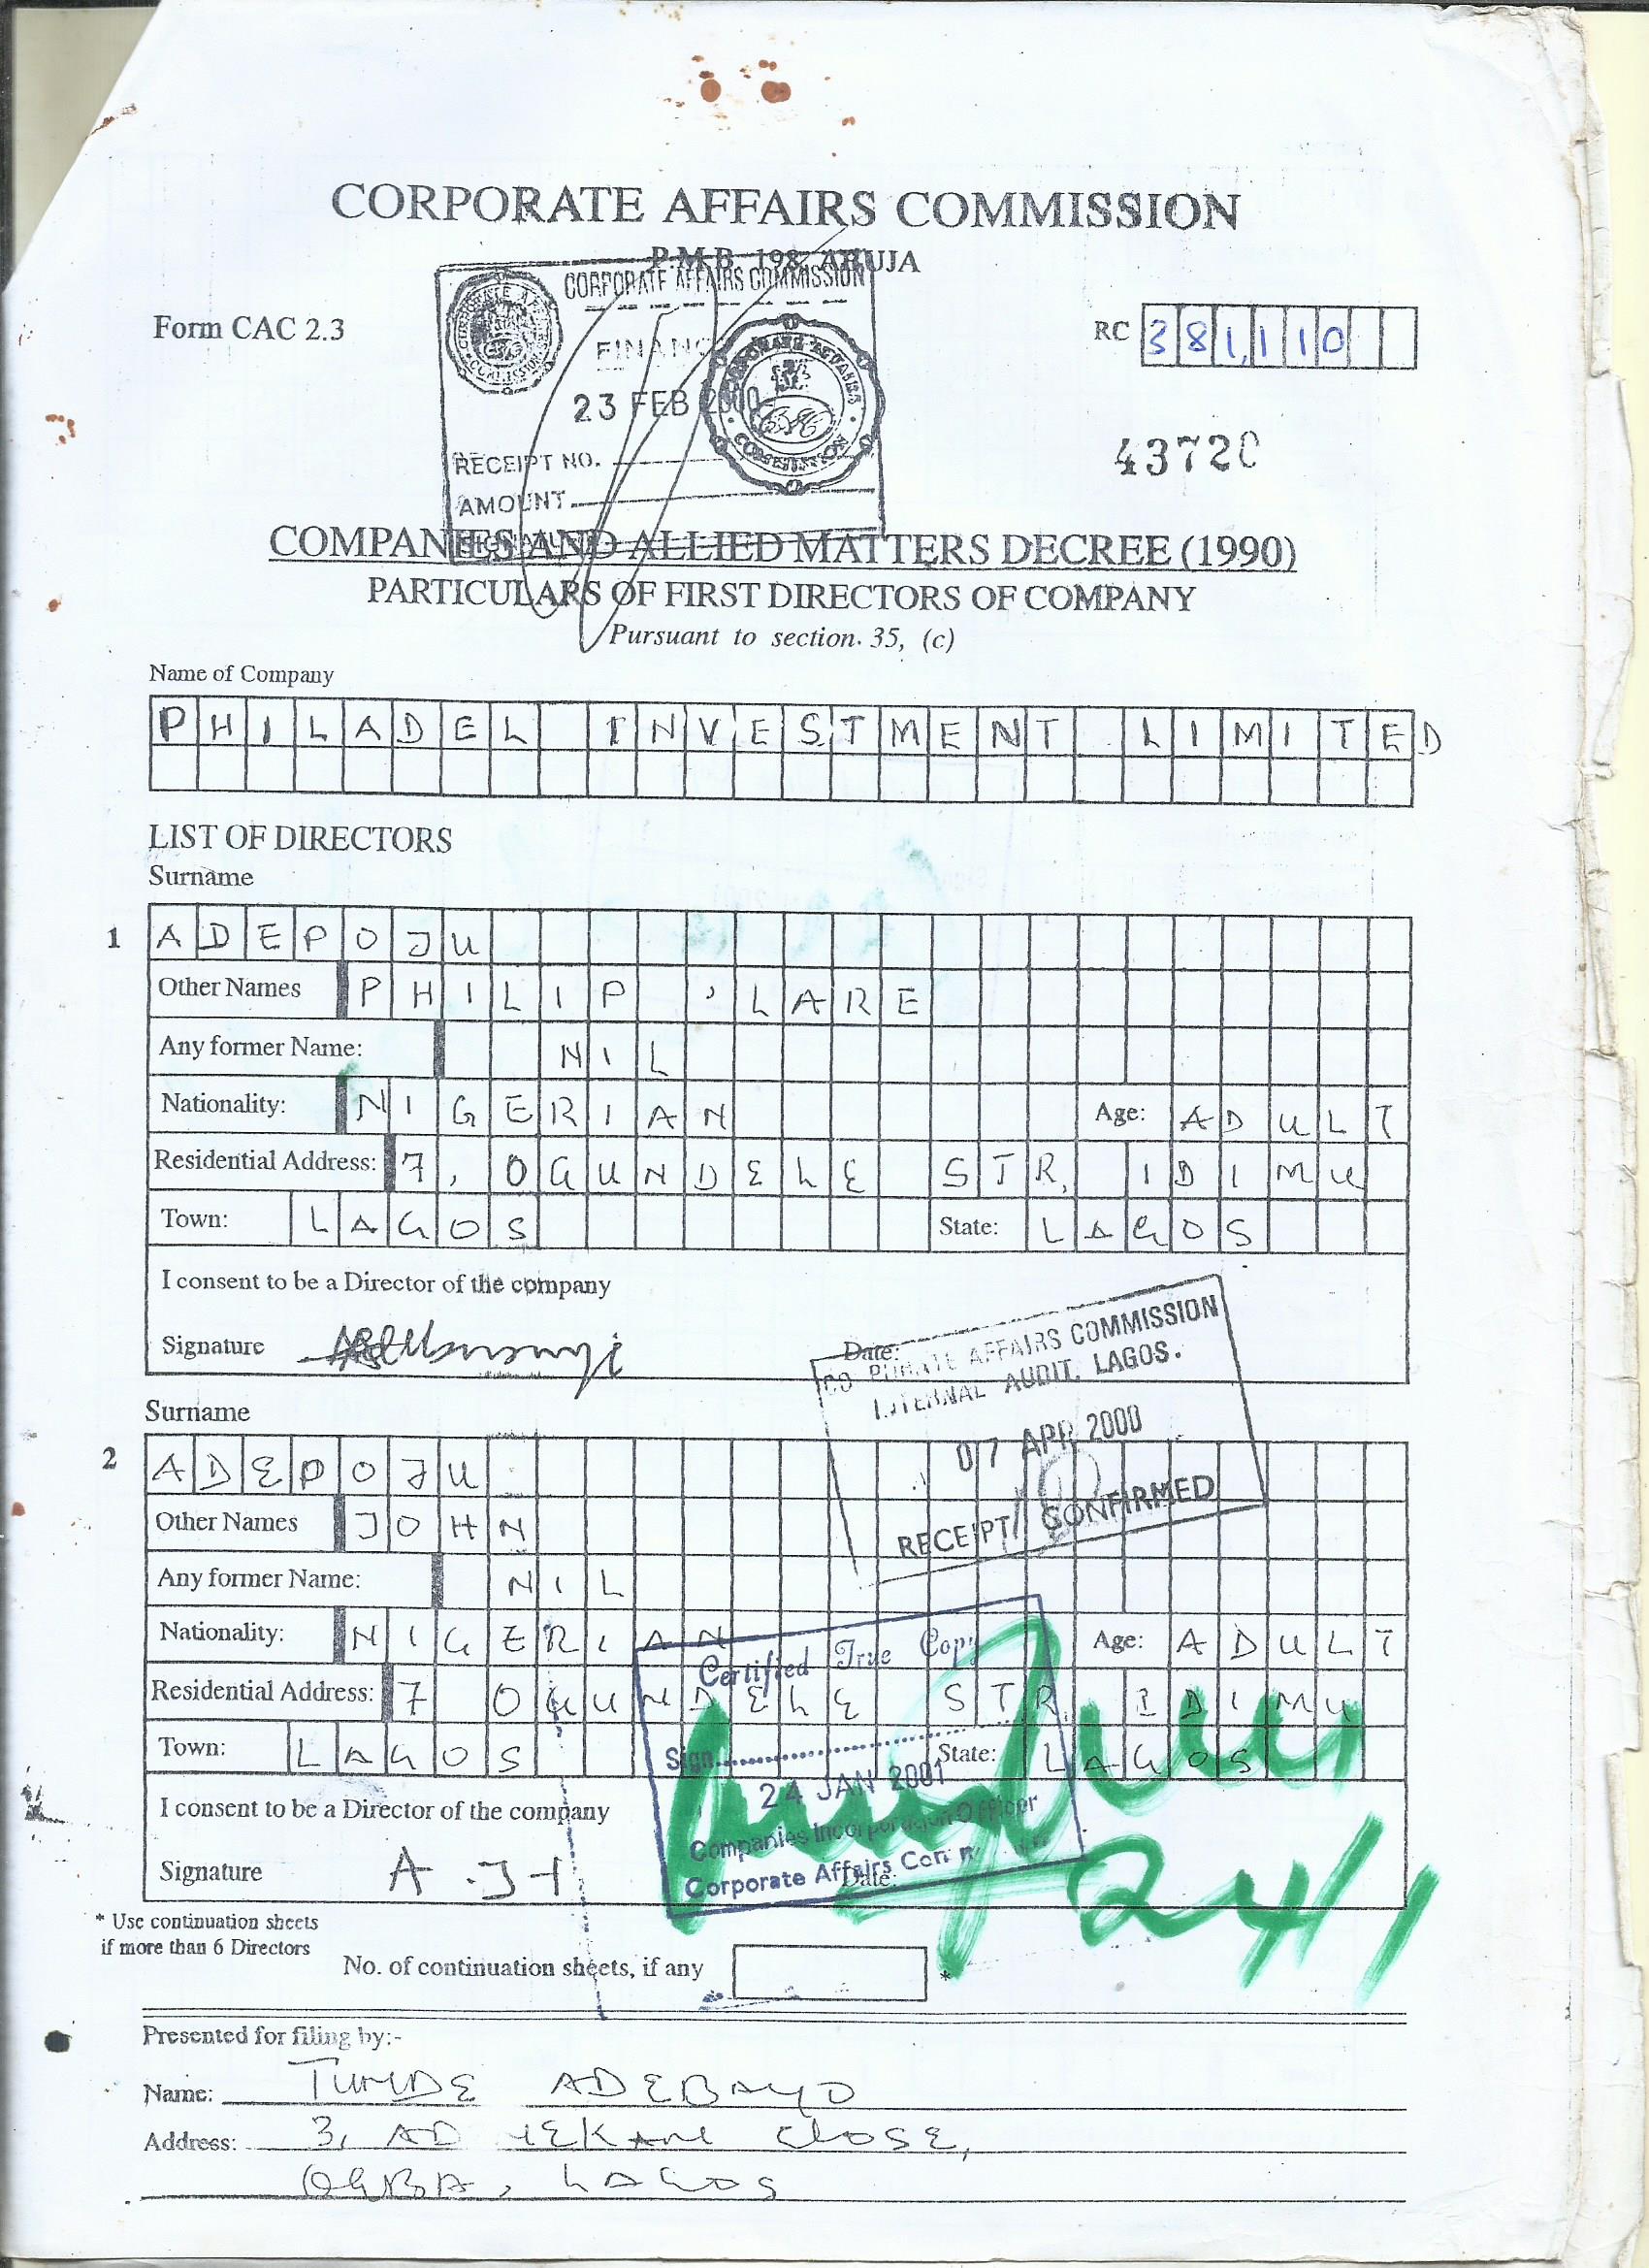 CORPORATE AFFAIRS COMMISSION
P.M.B. 198, ABUJA
CORPORATE AFFAIRS COMMISSION
Form CAC 2.3
RC 381,110
FINANCE
23 FEB 2000
43720
RECEIPT NO.
AMOUNT
SIGNATURE
COMPANIES AND ALLIED MATTERS DECREE (1990)
PARTICULARS OF FIRST DIRECTORS OF COMPANY
Pursuant to section. 35, (c)
Name of Company
PHILADEL INVESTMENT LIMITED
LIST OF DIRECTORS
Surname
1 ADEPOJU
Other Names PHILIP 'LARE
Any former Name: NIL
Nationality: NIGERIAN Age: ADULT
Residential Address: 7, OGUNDELE STR, IDIMU
Town: LAGOS State: LAGOS
I consent to be a Director of the company
Signature Date:
CORPORATE AFFAIRS COMMISSION
INTERNAL AUDIT, LAGOS.
07 APR 2000
RECEIPT CONFIRMED
Surname
2 ADEPOJU
Other Names JOHN
Any former Name: NIL
Nationality: NIGERIAN Age: ADULT
Residential Address: 7 OGUNDELE STR, IDIMU
Town: LAGOS State: LAGOS
Certified True Copy
Sign
24 JAN 2001
Companies Incorporation Officer
Corporate Affairs Comm
I consent to be a Director of the company
Signature A.JH Date:
24/1
* Use continuation sheets
if more than 6 Directors
No. of continuation sheets, if any *
Presented for filing by:-
Name: TUNDE ADEBAYO
Address: 3, CLOSE,
OGBA, LAGOS